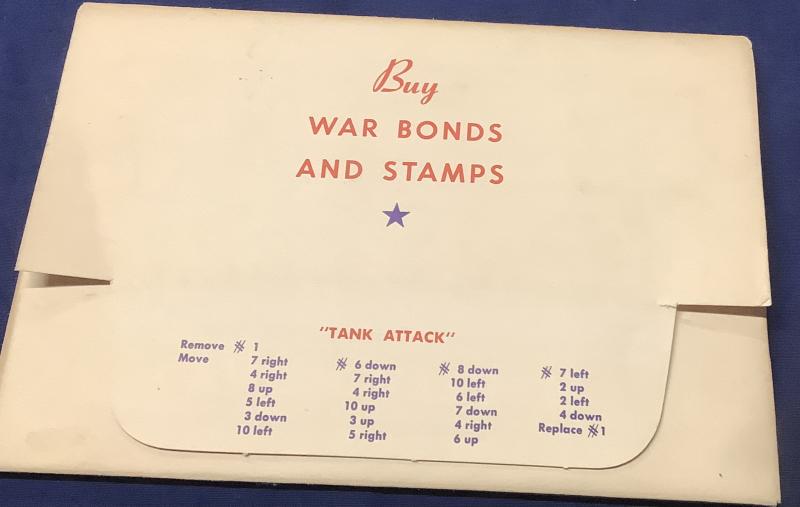 Buy
WAR BONDS
AND STAMPS
"TANK ATTACK"
Remove # 1
Move 7 right
4 right
8 up
5 left
3 down
10 left
# 6 down
7 right
4 right
10 up
3 up
5 right
# 8 down
10 left
6 left
7 down
4 right
6 up
# 7 left
2 up
2 left
4 down
Replace #1